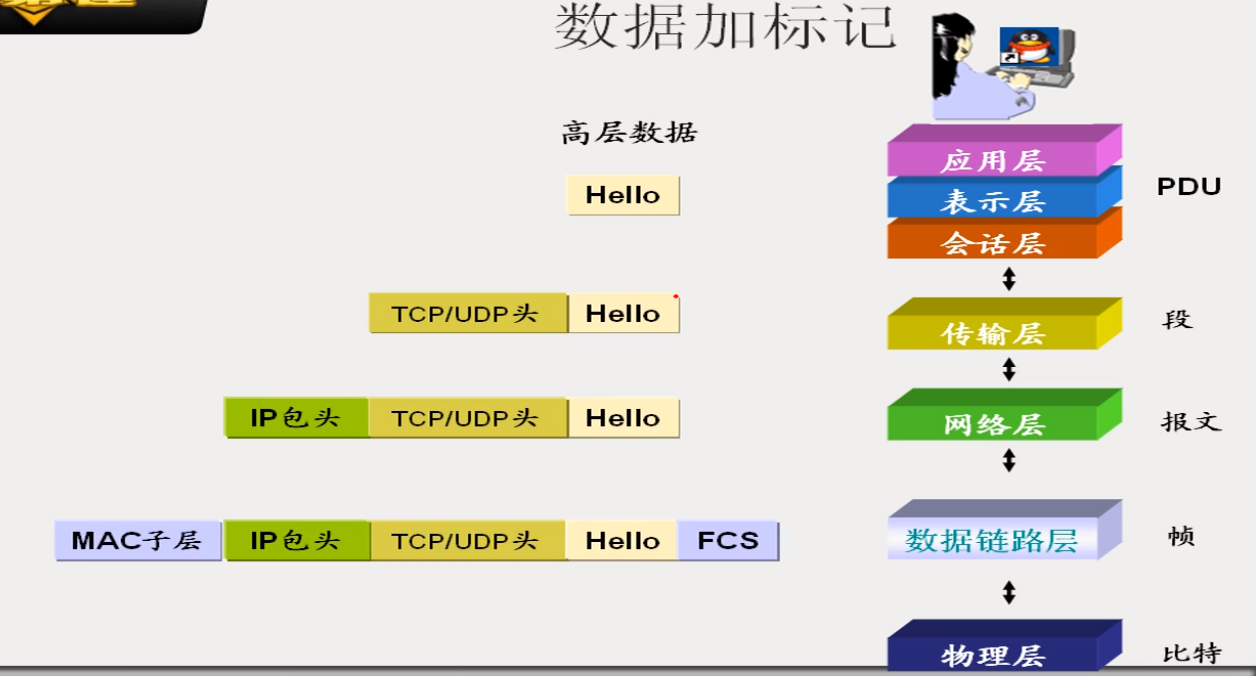 数据加标记
高层数据
应用层
Hello
表示层
PDU
会话层
TCP/UDP头 Hello
传输层
段
IP包头 TCP/UDP头 Hello
网络层
报文
MAC子层 IP包头 TCP/UDP头 Hello FCS
数据链路层
帧
物理层
比特